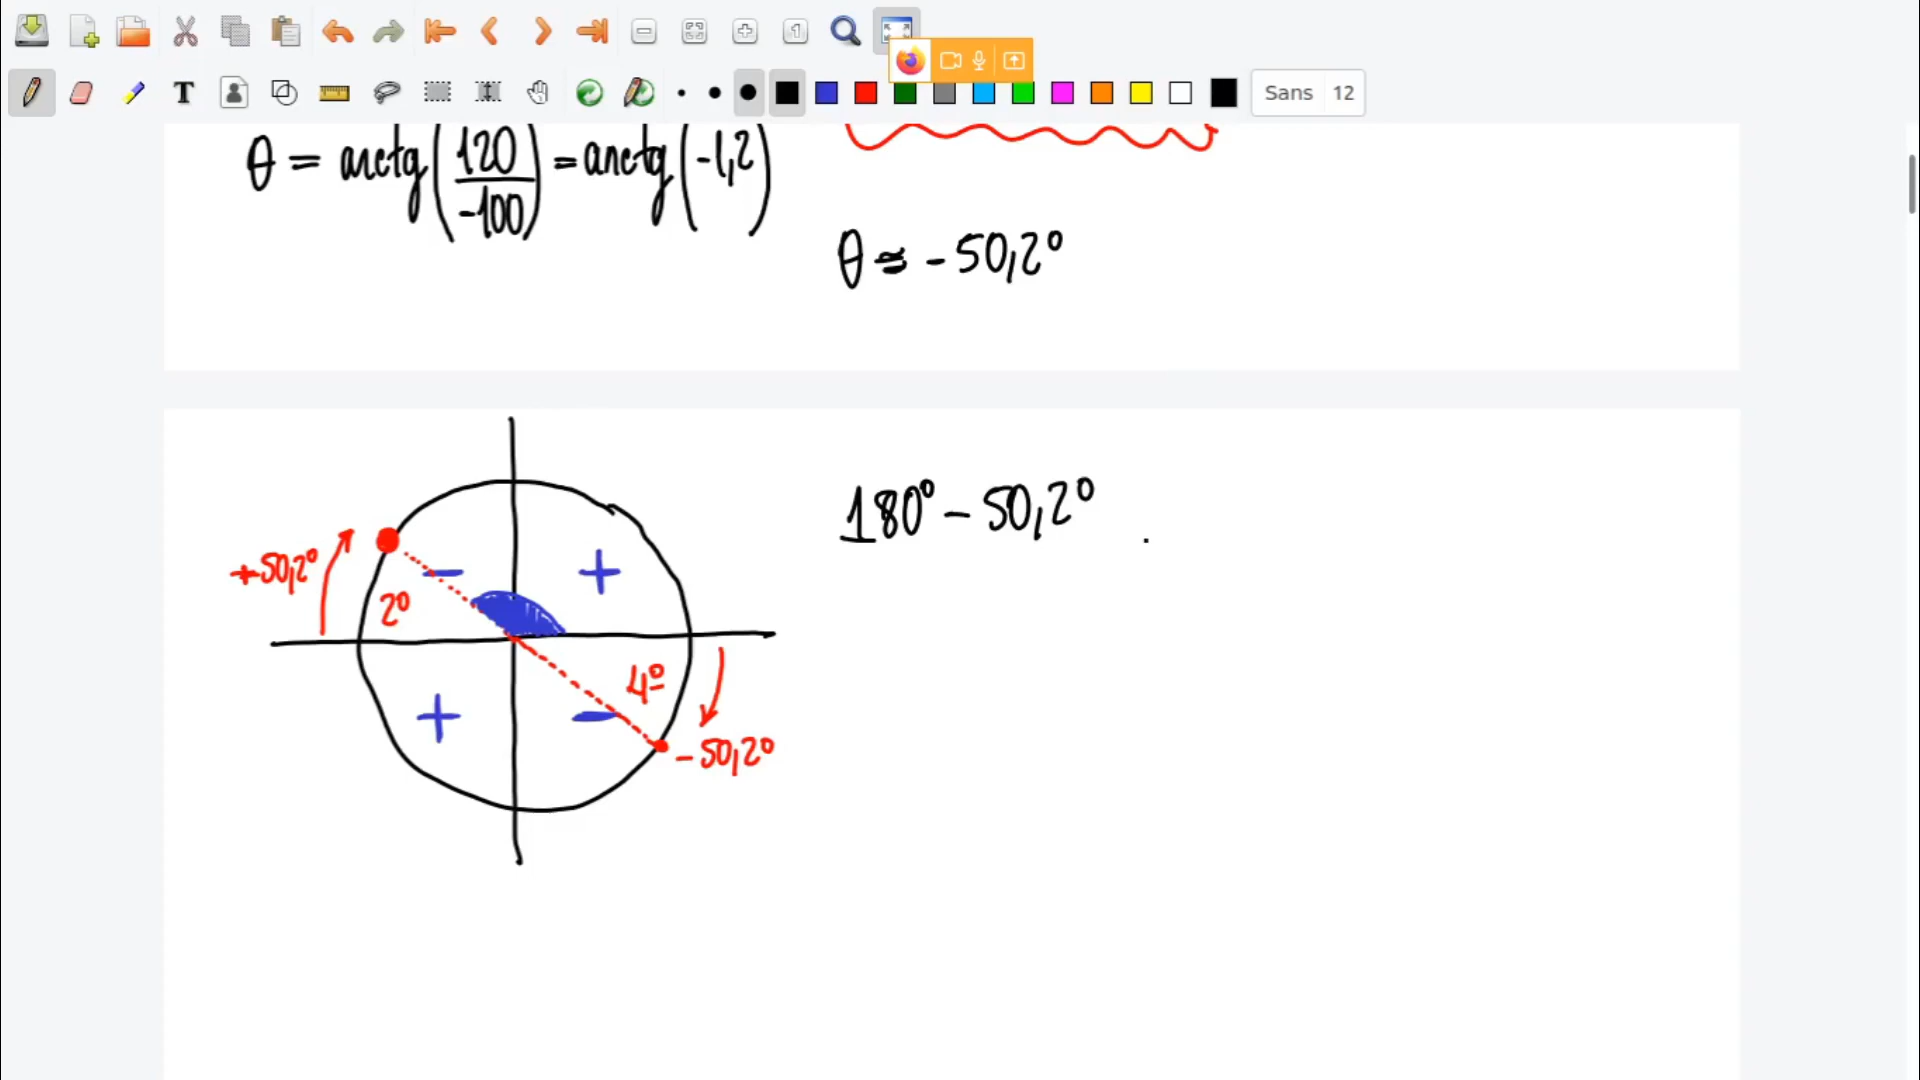 T
1
Sans 12
θ = arctg(120/-100) = arctg(-1,2)
θ ≈ -50,2°
180° - 50,2°
+50,2°
-
+
2º
4º
+
-
-50,2°